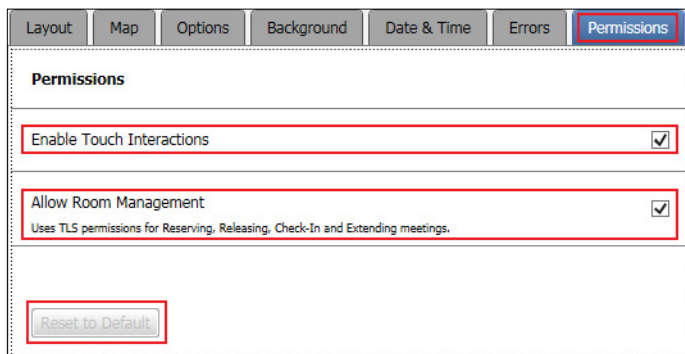 Layout Map Options Background Date & Time Errors Permissions
Permissions
Enable Touch Interactions
Allow Room Management
Uses TLS permissions for Reserving, Releasing, Check-In and Extending meetings.
Reset to Default